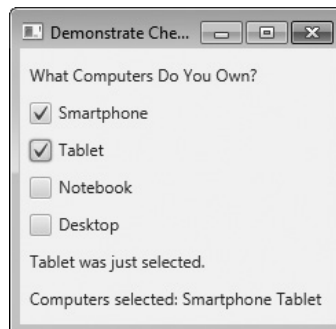 Demonstrate Che...
What Computers Do You Own?
Smartphone
Tablet
Notebook
Desktop
Tablet was just selected.
Computers selected: Smartphone Tablet